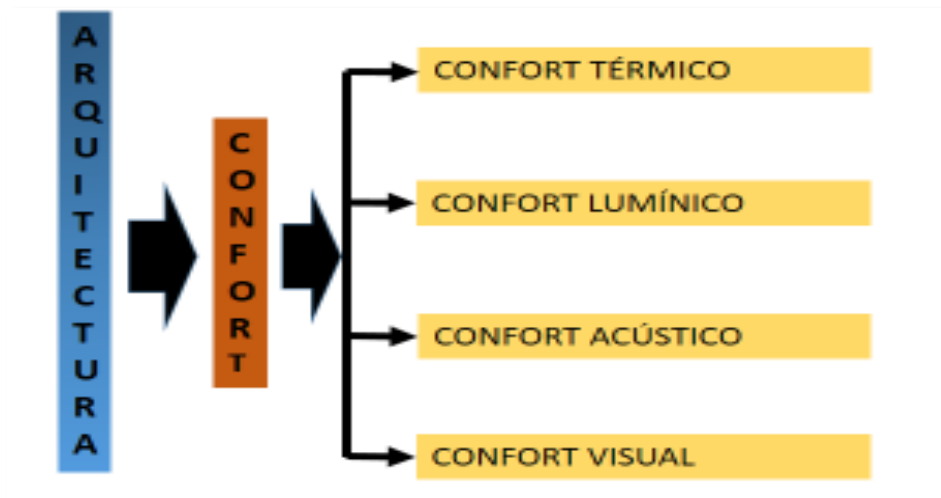 ARQUITECTURA
CONFORT
CONFORT TÉRMICO
CONFORT LUMÍNICO
CONFORT ACÚSTICO
CONFORT VISUAL